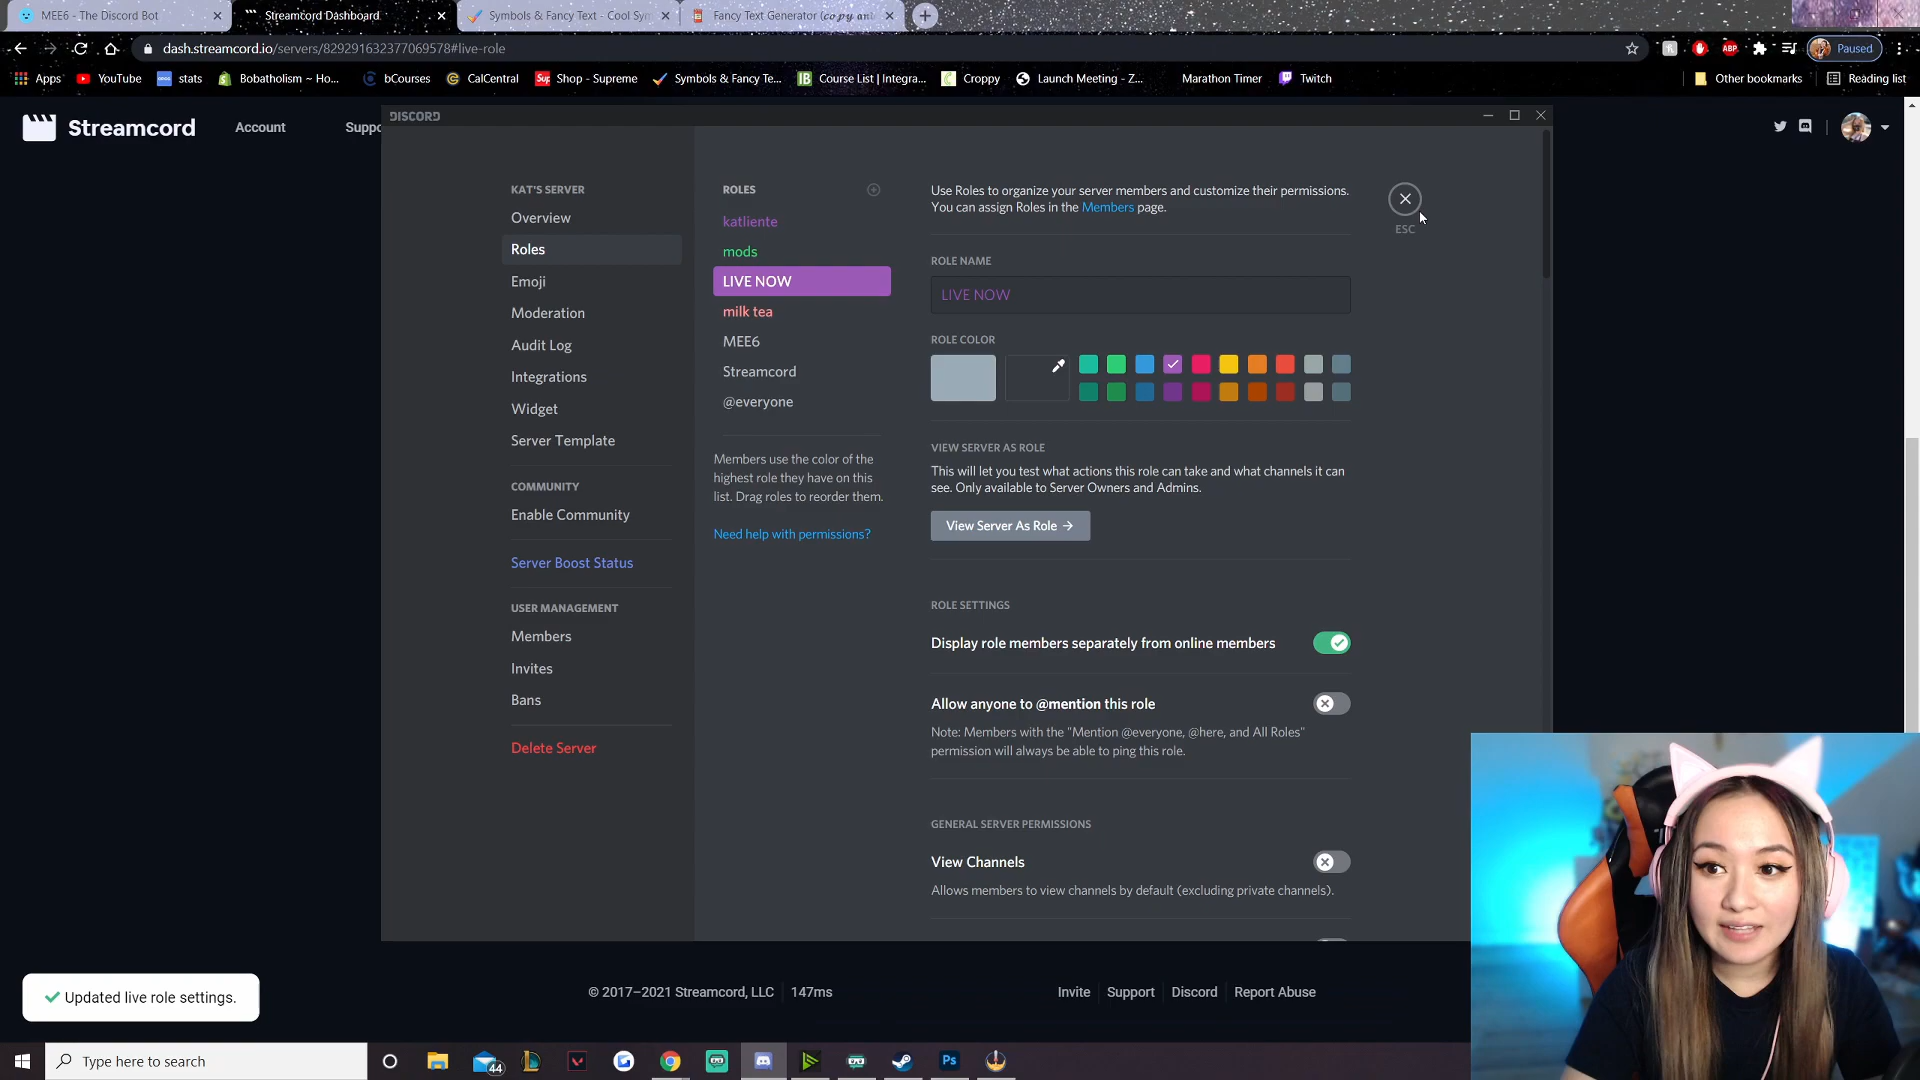 MEE6 - The Discord Bot
Streamcord Dashboard
Symbols & Fancy Text - Cool Sym
Fancy Text Generator (𝓬𝓸𝓹𝔂 𝓪𝓷
dash.streamcord.io/servers/829291632377069578#live-role
Paused
Apps
YouTube
stats
Bobatholism ~ Ho...
bCourses
CalCentral
Shop - Supreme
Symbols & Fancy Te...
Course List | Integra...
Croppy
Launch Meeting - Z...
Marathon Timer
Twitch
Other bookmarks
Reading list
Streamcord
Account
Suppo
DISCORD
KAT'S SERVER
Overview
Roles
Emoji
Moderation
Audit Log
Integrations
Widget
Server Template
COMMUNITY
Enable Community
Server Boost Status
USER MANAGEMENT
Members
Invites
Bans
Delete Server
ROLES
katliente
mods
LIVE NOW
milk tea
MEE6
Streamcord
@everyone
Members use the color of the
highest role they have on this
list. Drag roles to reorder them.
Need help with permissions?
Use Roles to organize your server members and customize their permissions.
You can assign Roles in the Members page.
ESC
ROLE NAME
LIVE NOW
ROLE COLOR
VIEW SERVER AS ROLE
This will let you test what actions this role can take and what channels it can
see. Only available to Server Owners and Admins.
View Server As Role
ROLE SETTINGS
Display role members separately from online members
Allow anyone to @mention this role
Note: Members with the "Mention @everyone, @here, and All Roles"
permission will always be able to ping this role.
GENERAL SERVER PERMISSIONS
View Channels
Allows members to view channels by default (excluding private channels).
Updated live role settings.
© 2017–2021 Streamcord, LLC
147ms
Invite
Support
Discord
Report Abuse
Type here to search
44
Ps